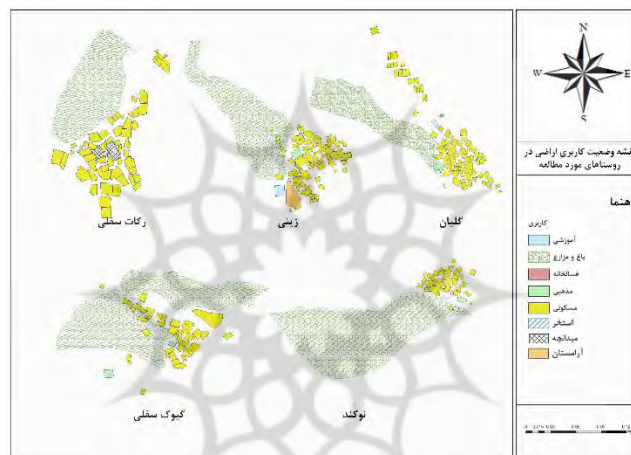 N
W E
S
نقشه وضعیت کاربری اراضی در
روستاهای مورد مطالعه
رکات سفلی
زینی
گلیان
گیوک سفلی
نوکند
هنما
کاربری
آموزشی
باغ و مزارع
غسالخانه
مذهبی
مسکونی
استخر
میدانچه
آرامستان